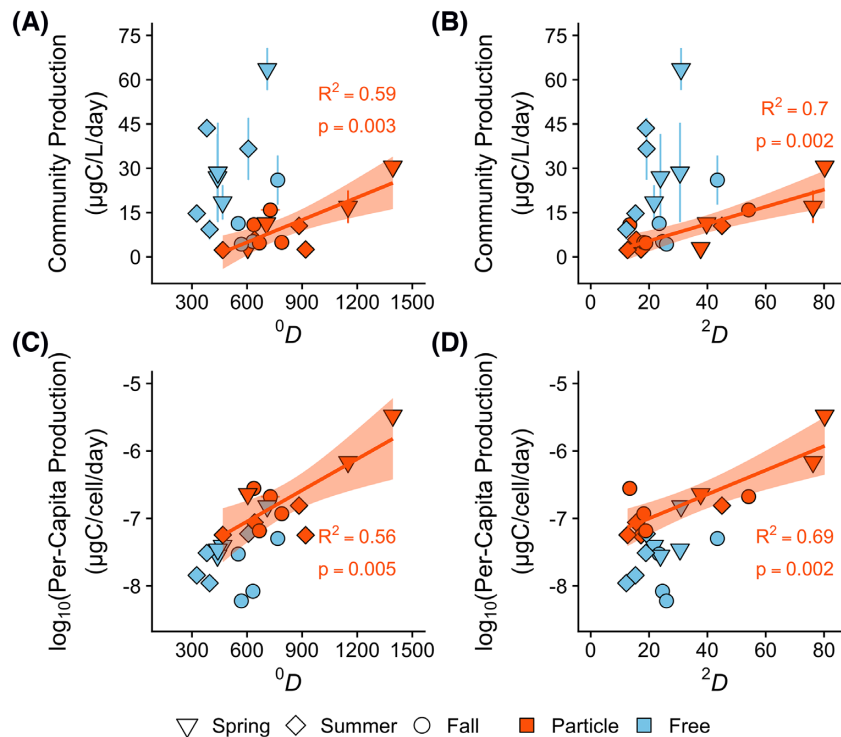 (A)
Community Production
(µgC/L/day)
75
60
45
30
15
0
R² = 0.59
p = 0.003
300 600 900 1200 1500
⁰D
(B)
Community Production
(µgC/L/day)
75
60
45
30
15
0
R² = 0.7
p = 0.002
0 20 40 60 80
²D
(C)
log₁₀(Per-Capita Production)
(µgC/cell/day)
-5
-6
-7
-8
R² = 0.56
p = 0.005
300 600 900 1200 1500
⁰D
(D)
log₁₀(Per-Capita Production)
(µgC/cell/day)
-5
-6
-7
-8
R² = 0.69
p = 0.002
0 20 40 60 80
²D
Spring Summer Fall Particle Free